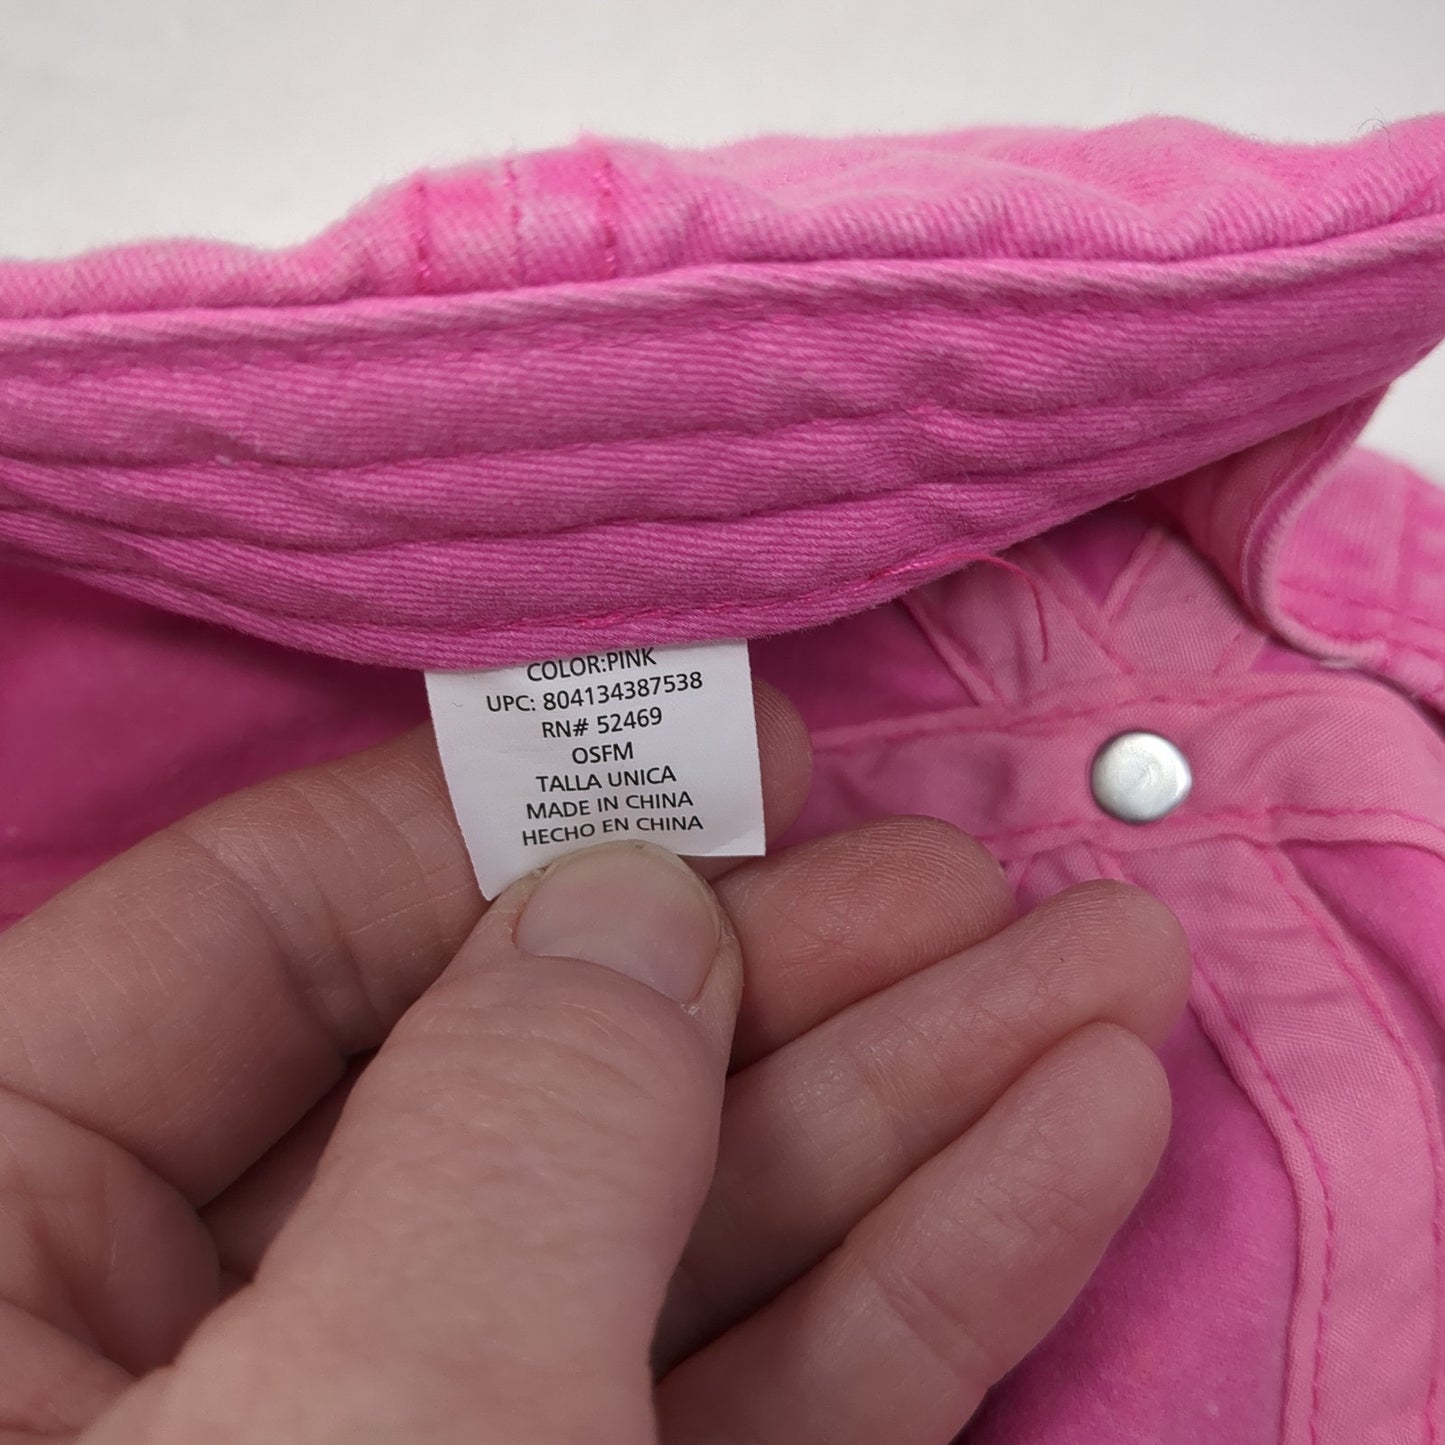 COLOR:PINK
UPC: 804134387538
RN# 52469
OSFM
TALLA UNICA
MADE IN CHINA
HECHO EN CHINA